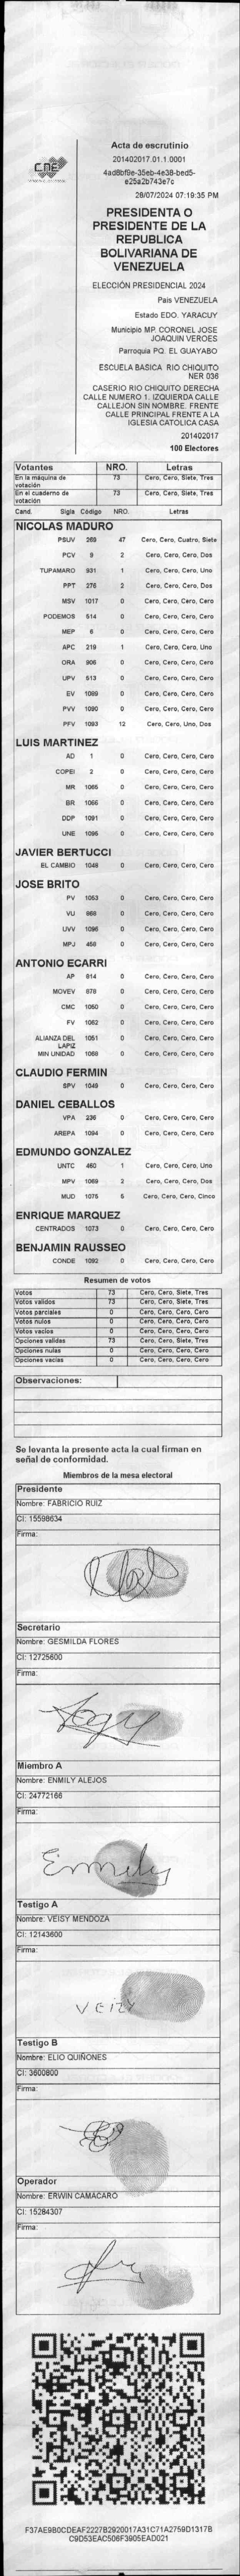 CNE
Acta de escrutinio
201402017.01.1.0001
4ad8bf9e-35eb-4e38-bed5-
e25a2b743e7c
28/07/2024 07:19:35 PM
PRESIDENTA O
PRESIDENTE DE LA
REPUBLICA
BOLIVARIANA DE
VENEZUELA
ELECCIÓN PRESIDENCIAL 2024
Pais VENEZUELA
Estado EDO. YARACUY
Municipio MP. CORONEL JOSE
JOAQUIN VEROES
Parroquia PQ. EL GUAYABO
ESCUELA BASICA RIO CHIQUITO
NER 036
CASERIO RIO CHIQUITO DERECHA
CALLE NUMERO 1. IZQUIERDA CALLE
CALLEJON SIN NOMBRE. FRENTE
CALLE PRINCIPAL FRENTE A LA
IGLESIA CATOLICA CASA
201402017
100 Electores
Votantes NRO. Letras
En la máquina de votación 73 Cero, Cero, Siete, Tres
En el cuaderno de votación 73 Cero, Cero, Siete, Tres
Cand. Sigla Código NRO. Letras
NICOLAS MADURO
PSUV 269 47 Cero, Cero, Cuatro, Siete
PCV 9 2 Cero, Cero, Cero, Dos
TUPAMARO 931 1 Cero, Cero, Cero, Uno
PPT 276 2 Cero, Cero, Cero, Dos
MSV 1017 0 Cero, Cero, Cero, Cero
PODEMOS 514 0 Cero, Cero, Cero, Cero
MEP 6 0 Cero, Cero, Cero, Cero
APC 219 1 Cero, Cero, Cero, Uno
ORA 906 0 Cero, Cero, Cero, Cero
UPV 513 0 Cero, Cero, Cero, Cero
EV 1089 0 Cero, Cero, Cero, Cero
PVV 1090 0 Cero, Cero, Cero, Cero
PFV 1093 12 Cero, Cero, Uno, Dos
LUIS MARTINEZ
AD 1 0 Cero, Cero, Cero, Cero
COPEI 2 0 Cero, Cero, Cero, Cero
MR 1065 0 Cero, Cero, Cero, Cero
BR 1066 0 Cero, Cero, Cero, Cero
DDP 1091 0 Cero, Cero, Cero, Cero
UNE 1095 0 Cero, Cero, Cero, Cero
JAVIER BERTUCCI
EL CAMBIO 1048 0 Cero, Cero, Cero, Cero
JOSE BRITO
PV 1053 0 Cero, Cero, Cero, Cero
VU 868 0 Cero, Cero, Cero, Cero
UVV 1096 0 Cero, Cero, Cero, Cero
MPJ 458 0 Cero, Cero, Cero, Cero
ANTONIO ECARRI
AP 814 0 Cero, Cero, Cero, Cero
MOVEV 878 0 Cero, Cero, Cero, Cero
CMC 1050 0 Cero, Cero, Cero, Cero
FV 1062 0 Cero, Cero, Cero, Cero
ALIANZA DEL LAPIZ 1051 0 Cero, Cero, Cero, Cero
MIN UNIDAD 1068 0 Cero, Cero, Cero, Cero
CLAUDIO FERMIN
SPV 1049 0 Cero, Cero, Cero, Cero
DANIEL CEBALLOS
VPA 236 0 Cero, Cero, Cero, Cero
AREPA 1094 0 Cero, Cero, Cero, Cero
EDMUNDO GONZALEZ
UNTC 460 1 Cero, Cero, Cero, Uno
MPV 1069 2 Cero, Cero, Cero, Dos
MUD 1075 5 Cero, Cero, Cero, Cinco
ENRIQUE MARQUEZ
CENTRADOS 1073 0 Cero, Cero, Cero, Cero
BENJAMIN RAUSSEO
CONDE 1092 0 Cero, Cero, Cero, Cero
Resumen de votos
Votos 73 Cero, Cero, Siete, Tres
Votos validos 73 Cero, Cero, Siete, Tres
Votos parciales 0 Cero, Cero, Cero, Cero
Votos nulos 0 Cero, Cero, Cero, Cero
Votos vacíos 0 Cero, Cero, Cero, Cero
Opciones validas 73 Cero, Cero, Siete, Tres
Opciones nulas 0 Cero, Cero, Cero, Cero
Opciones vacías 0 Cero, Cero, Cero, Cero
Observaciones:
Se levanta la presente acta la cual firman en
señal de conformidad.
Miembros de la mesa electoral
Presidente
Nombre: FABRICIO RUIZ
CI: 15598634
Firma:
Secretario
Nombre: GESMILDA FLORES
CI: 12725600
Firma:
Miembro A
Nombre: ENMILY ALEJOS
CI: 24772166
Firma:
Enmily
Testigo A
Nombre: VEISY MENDOZA
CI: 12143600
Firma:
VEIZY
Testigo B
Nombre: ELIO QUIÑONES
CI: 3600800
Firma:
Operador
Nombre: ERWIN CAMACARO
CI: 15284307
Firma:
F37AE9B0CDEAF2227B2920017A31C71A2759D1317B
C9D53EAC506F3905EAD021